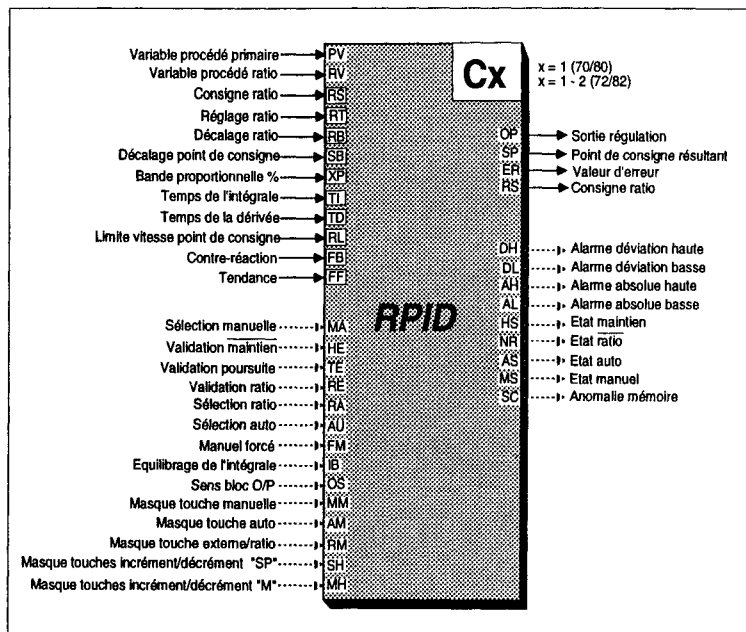 Variable procédé primaire PV
Variable procédé ratio RV
Consigne ratio RS
Réglage ratio RT
Décalage ratio RB
Décalage point de consigne SB
Bande proportionnelle % XP
Temps de l'intégrale TI
Temps de la dérivée TD
Limite vitesse point de consigne RL
Contre-réaction FB
Tendance FF
Sélection manuelle MA
Validation maintien HE
Validation poursuite TE
Validation ratio RE
Sélection ratio RA
Sélection auto AU
Manuel forcé FM
Equilibrage de l'intégrale IB
Sens bloc O/P OS
Masque touche manuelle MM
Masque touche auto AM
Masque touche externe/ratio RM
Masque touches incrément/décrément "SP" SH
Masque touches incrément/décrément "M" MH
RPID
Cx
x = 1 (70/80)
x = 1 - 2 (72/82)
OP Sortie régulation
SP Point de consigne résultant
ER Valeur d'erreur
RS Consigne ratio
DH Alarme déviation haute
DL Alarme déviation basse
AH Alarme absolue haute
AL Alarme absolue basse
HS Etat maintien
NR Etat ratio
AS Etat auto
MS Etat manuel
SC Anomalie mémoire